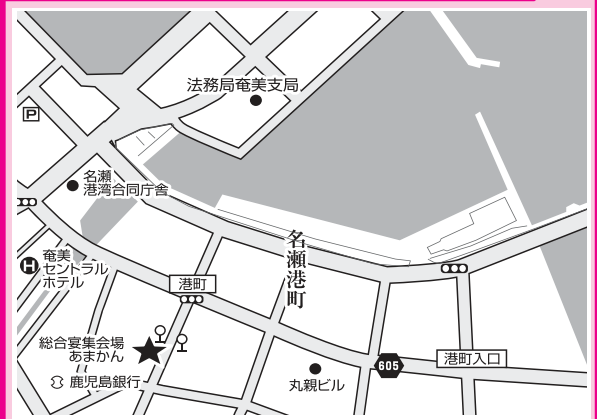 法務局奄美支局
P
名瀬
港湾合同庁舎
名瀬港町
H
奄美
セントラル
ホテル
港町
総合宴集会場
あまかん
鹿児島銀行
丸親ビル
605
港町入口